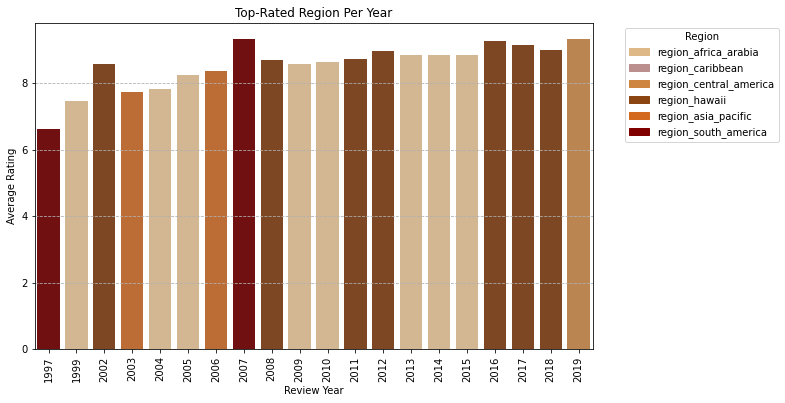 Top-Rated Region Per Year
Average Rating
8
6
4
2
0
1997
1999
2002
2003
2004
2005
2006
2007
2008
2009
2010
2011
2012
2013
2014
2015
2016
2017
2018
2019
Review Year
Region
region_africa_arabia
region_caribbean
region_central_america
region_hawaii
region_asia_pacific
region_south_america